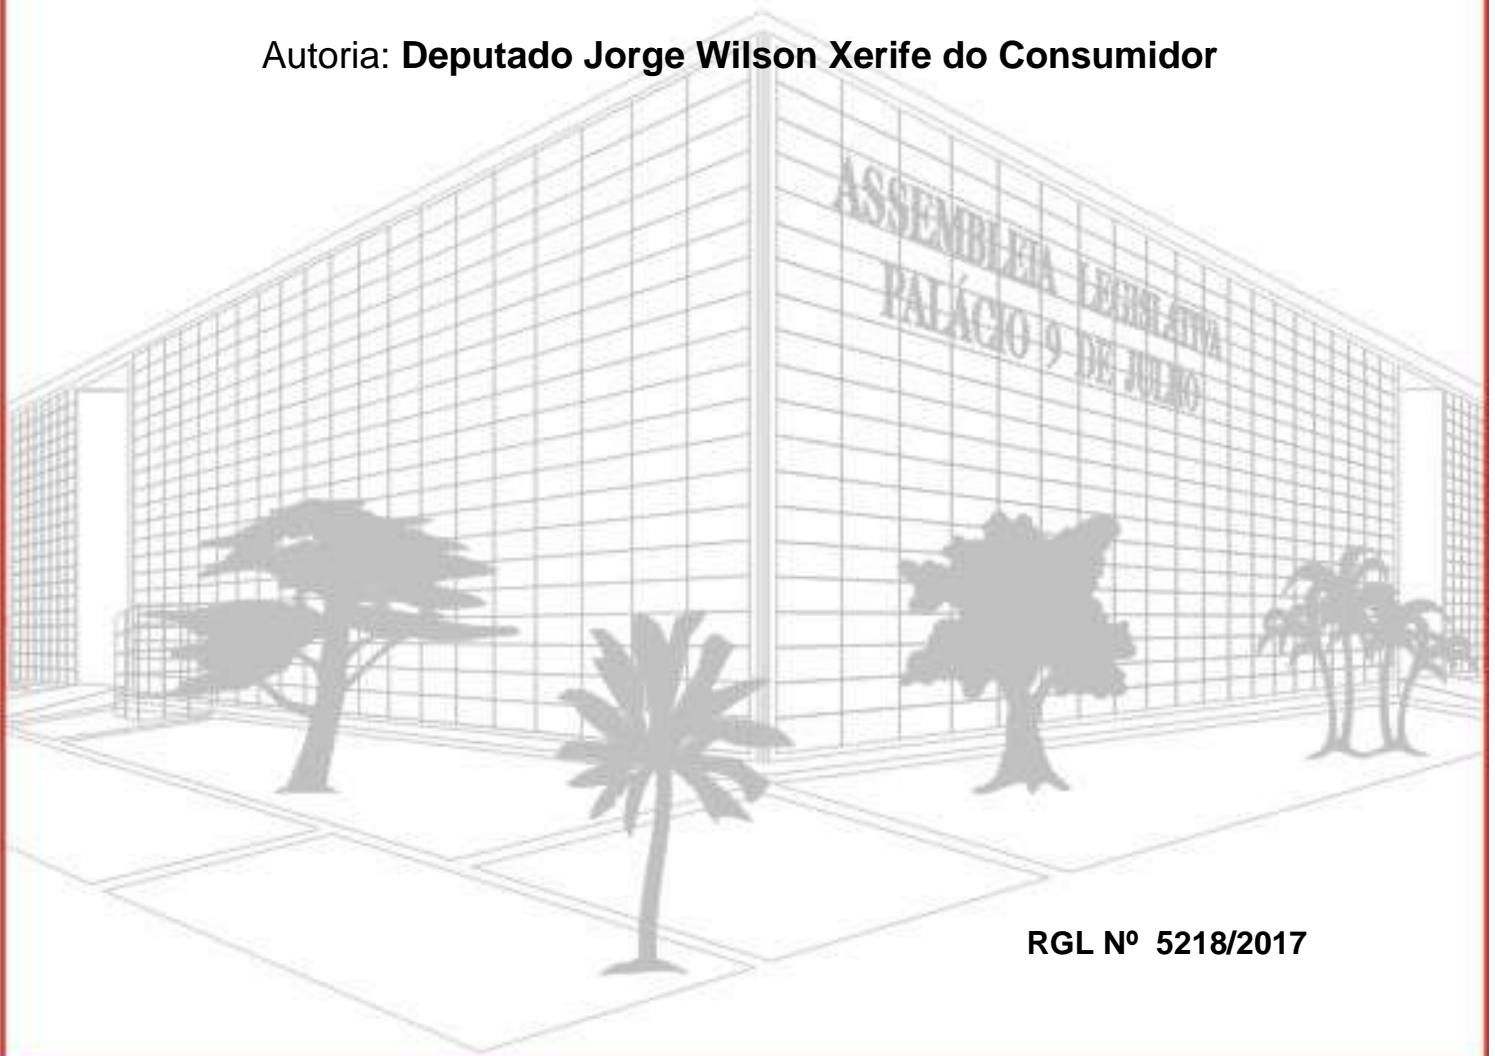 Autoria: Deputado Jorge Wilson Xerife do Consumidor
ASSEMBLEIA LEGISLATIVA
PALÁCIO 9 DE JULHO
RGL Nº 5218/2017